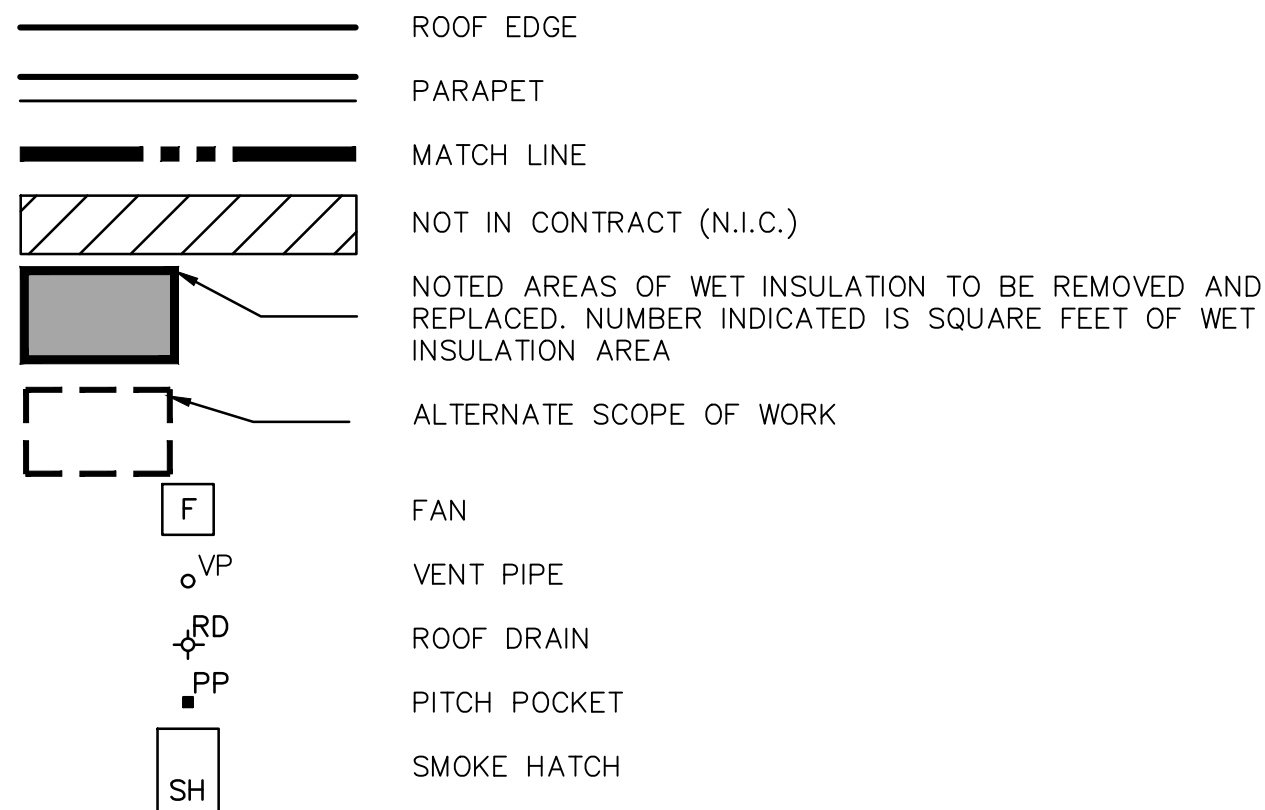 ROOF EDGE
PARAPET
MATCH LINE
NOT IN CONTRACT (N.I.C.)
NOTED AREAS OF WET INSULATION TO BE REMOVED AND
REPLACED. NUMBER INDICATED IS SQUARE FEET OF WET
INSULATION AREA
ALTERNATE SCOPE OF WORK
F FAN
VP VENT PIPE
RD ROOF DRAIN
PP PITCH POCKET
SH SMOKE HATCH